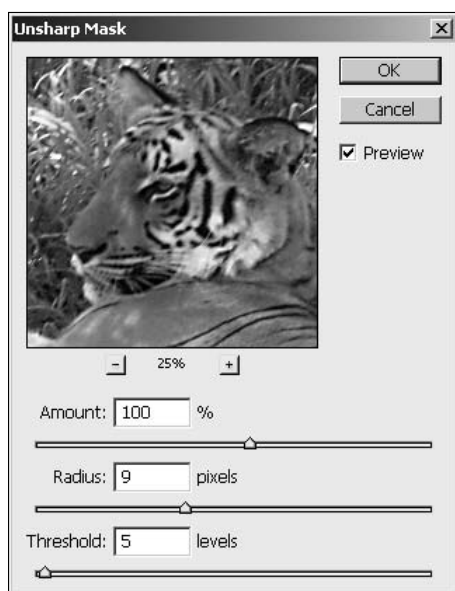 Unsharp Mask
OK
Cancel
Preview
- 25% +
Amount: 100 %
Radius: 9 pixels
Threshold: 5 levels